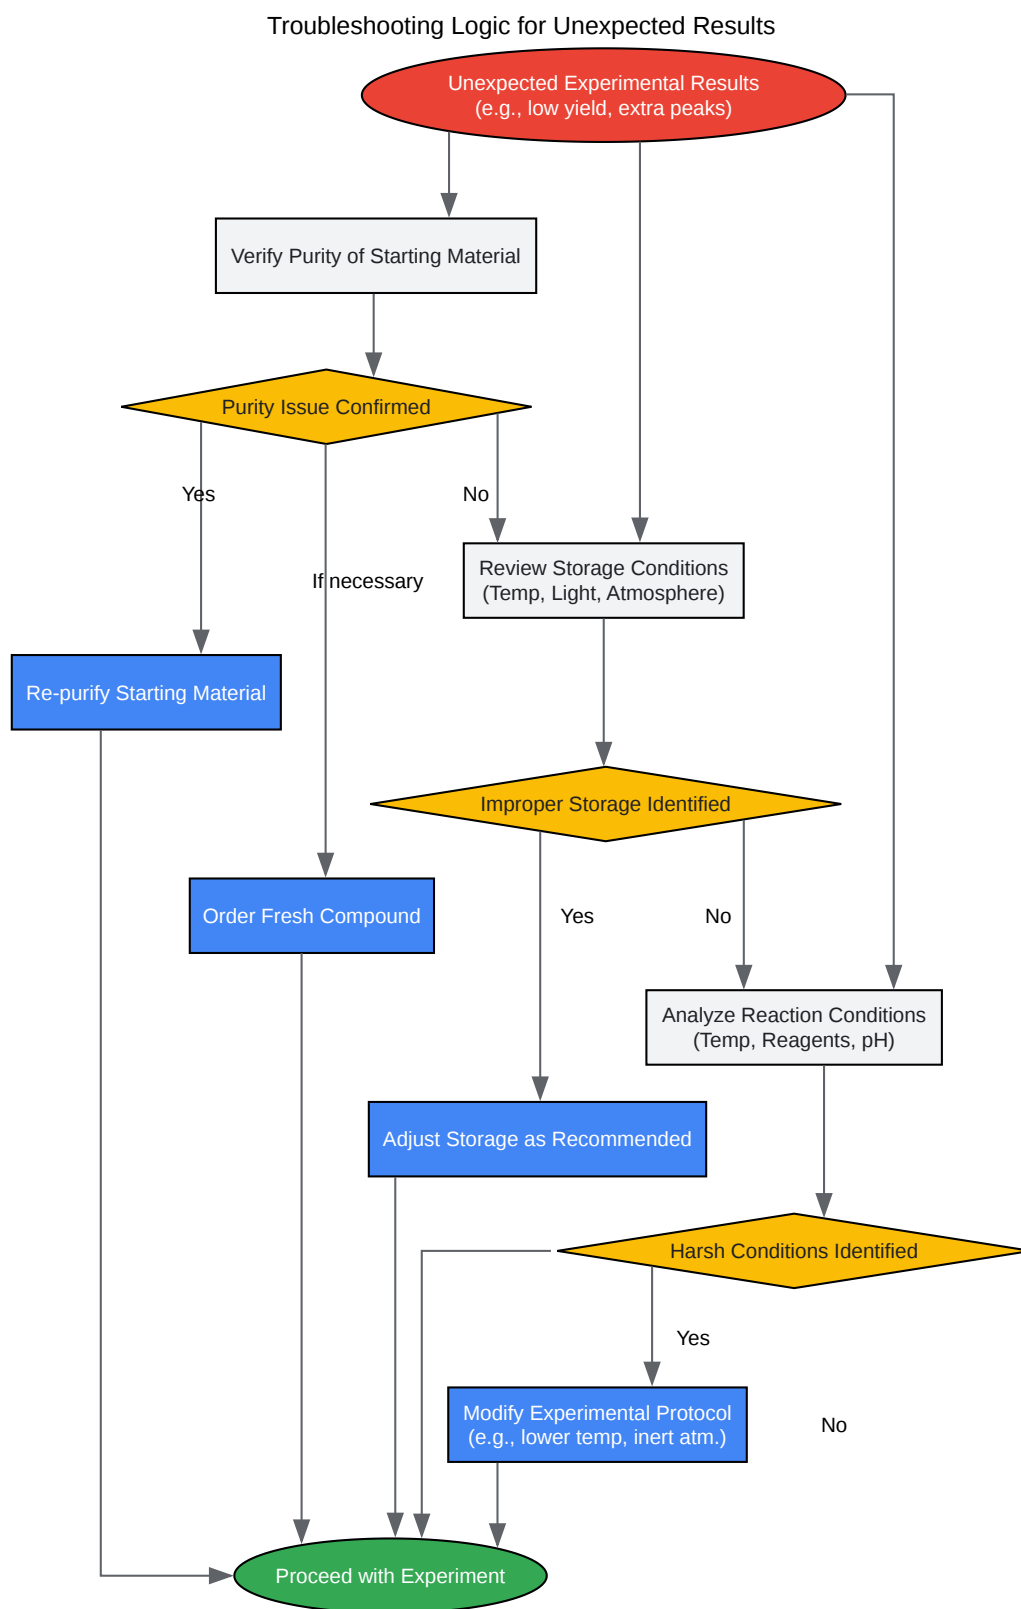 Troubleshooting Logic for Unexpected Results
Unexpected Experimental Results
(e.g., low yield, extra peaks)
Verify Purity of Starting Material
Purity Issue Confirmed
Yes
No
If necessary
Review Storage Conditions
(Temp, Light, Atmosphere)
Re-purify Starting Material
Improper Storage Identified
Order Fresh Compound
Yes
No
Analyze Reaction Conditions
(Temp, Reagents, pH)
Adjust Storage as Recommended
Harsh Conditions Identified
Yes
Modify Experimental Protocol
(e.g., lower temp, inert atm.)
No
Proceed with Experiment